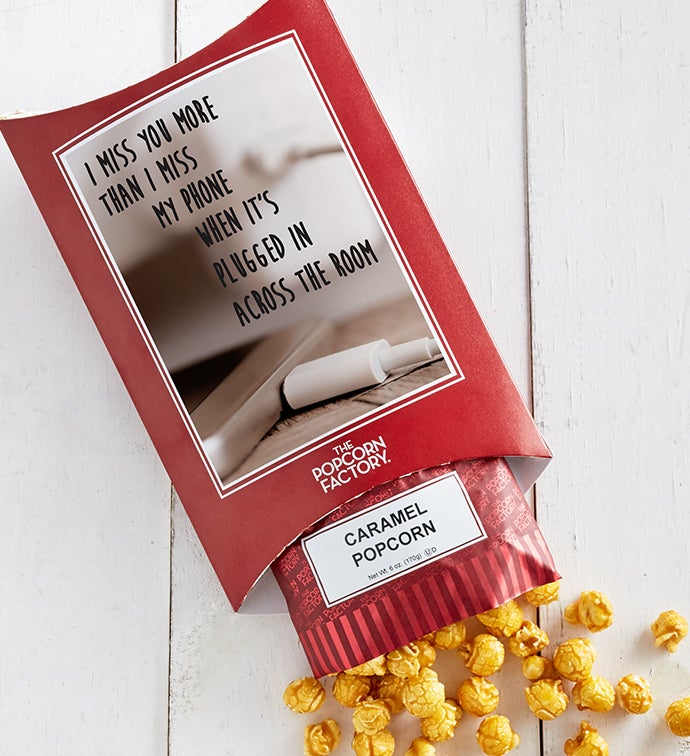 I MISS YOU MORE
THAN I MISS
MY PHONE
WHEN IT'S
PLUGGED IN
ACROSS THE ROOM
THE
POPCORN
FACTORY.
CARAMEL
POPCORN
Net Wt. 6 oz. (170g) Ⓤ D